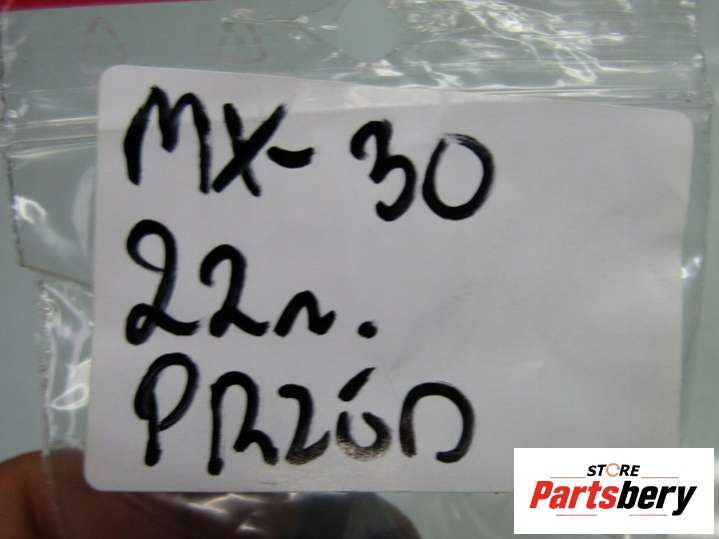 MX-30
22r.
PRZÓD
STORE
Partsbery